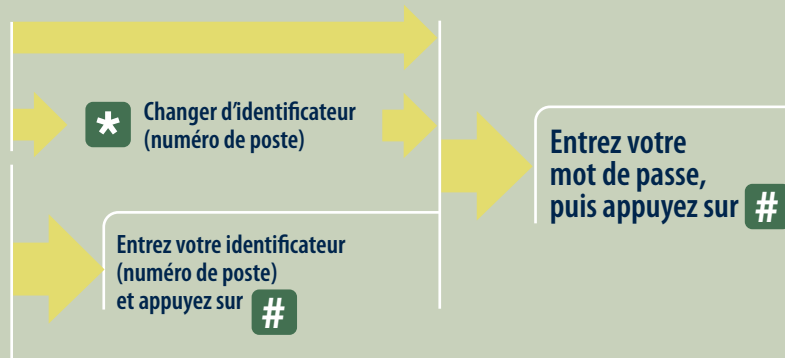 * Changer d’identificateur
(numéro de poste)
Entrez votre identificateur
(numéro de poste)
et appuyez sur #
Entrez votre
mot de passe,
puis appuyez sur #